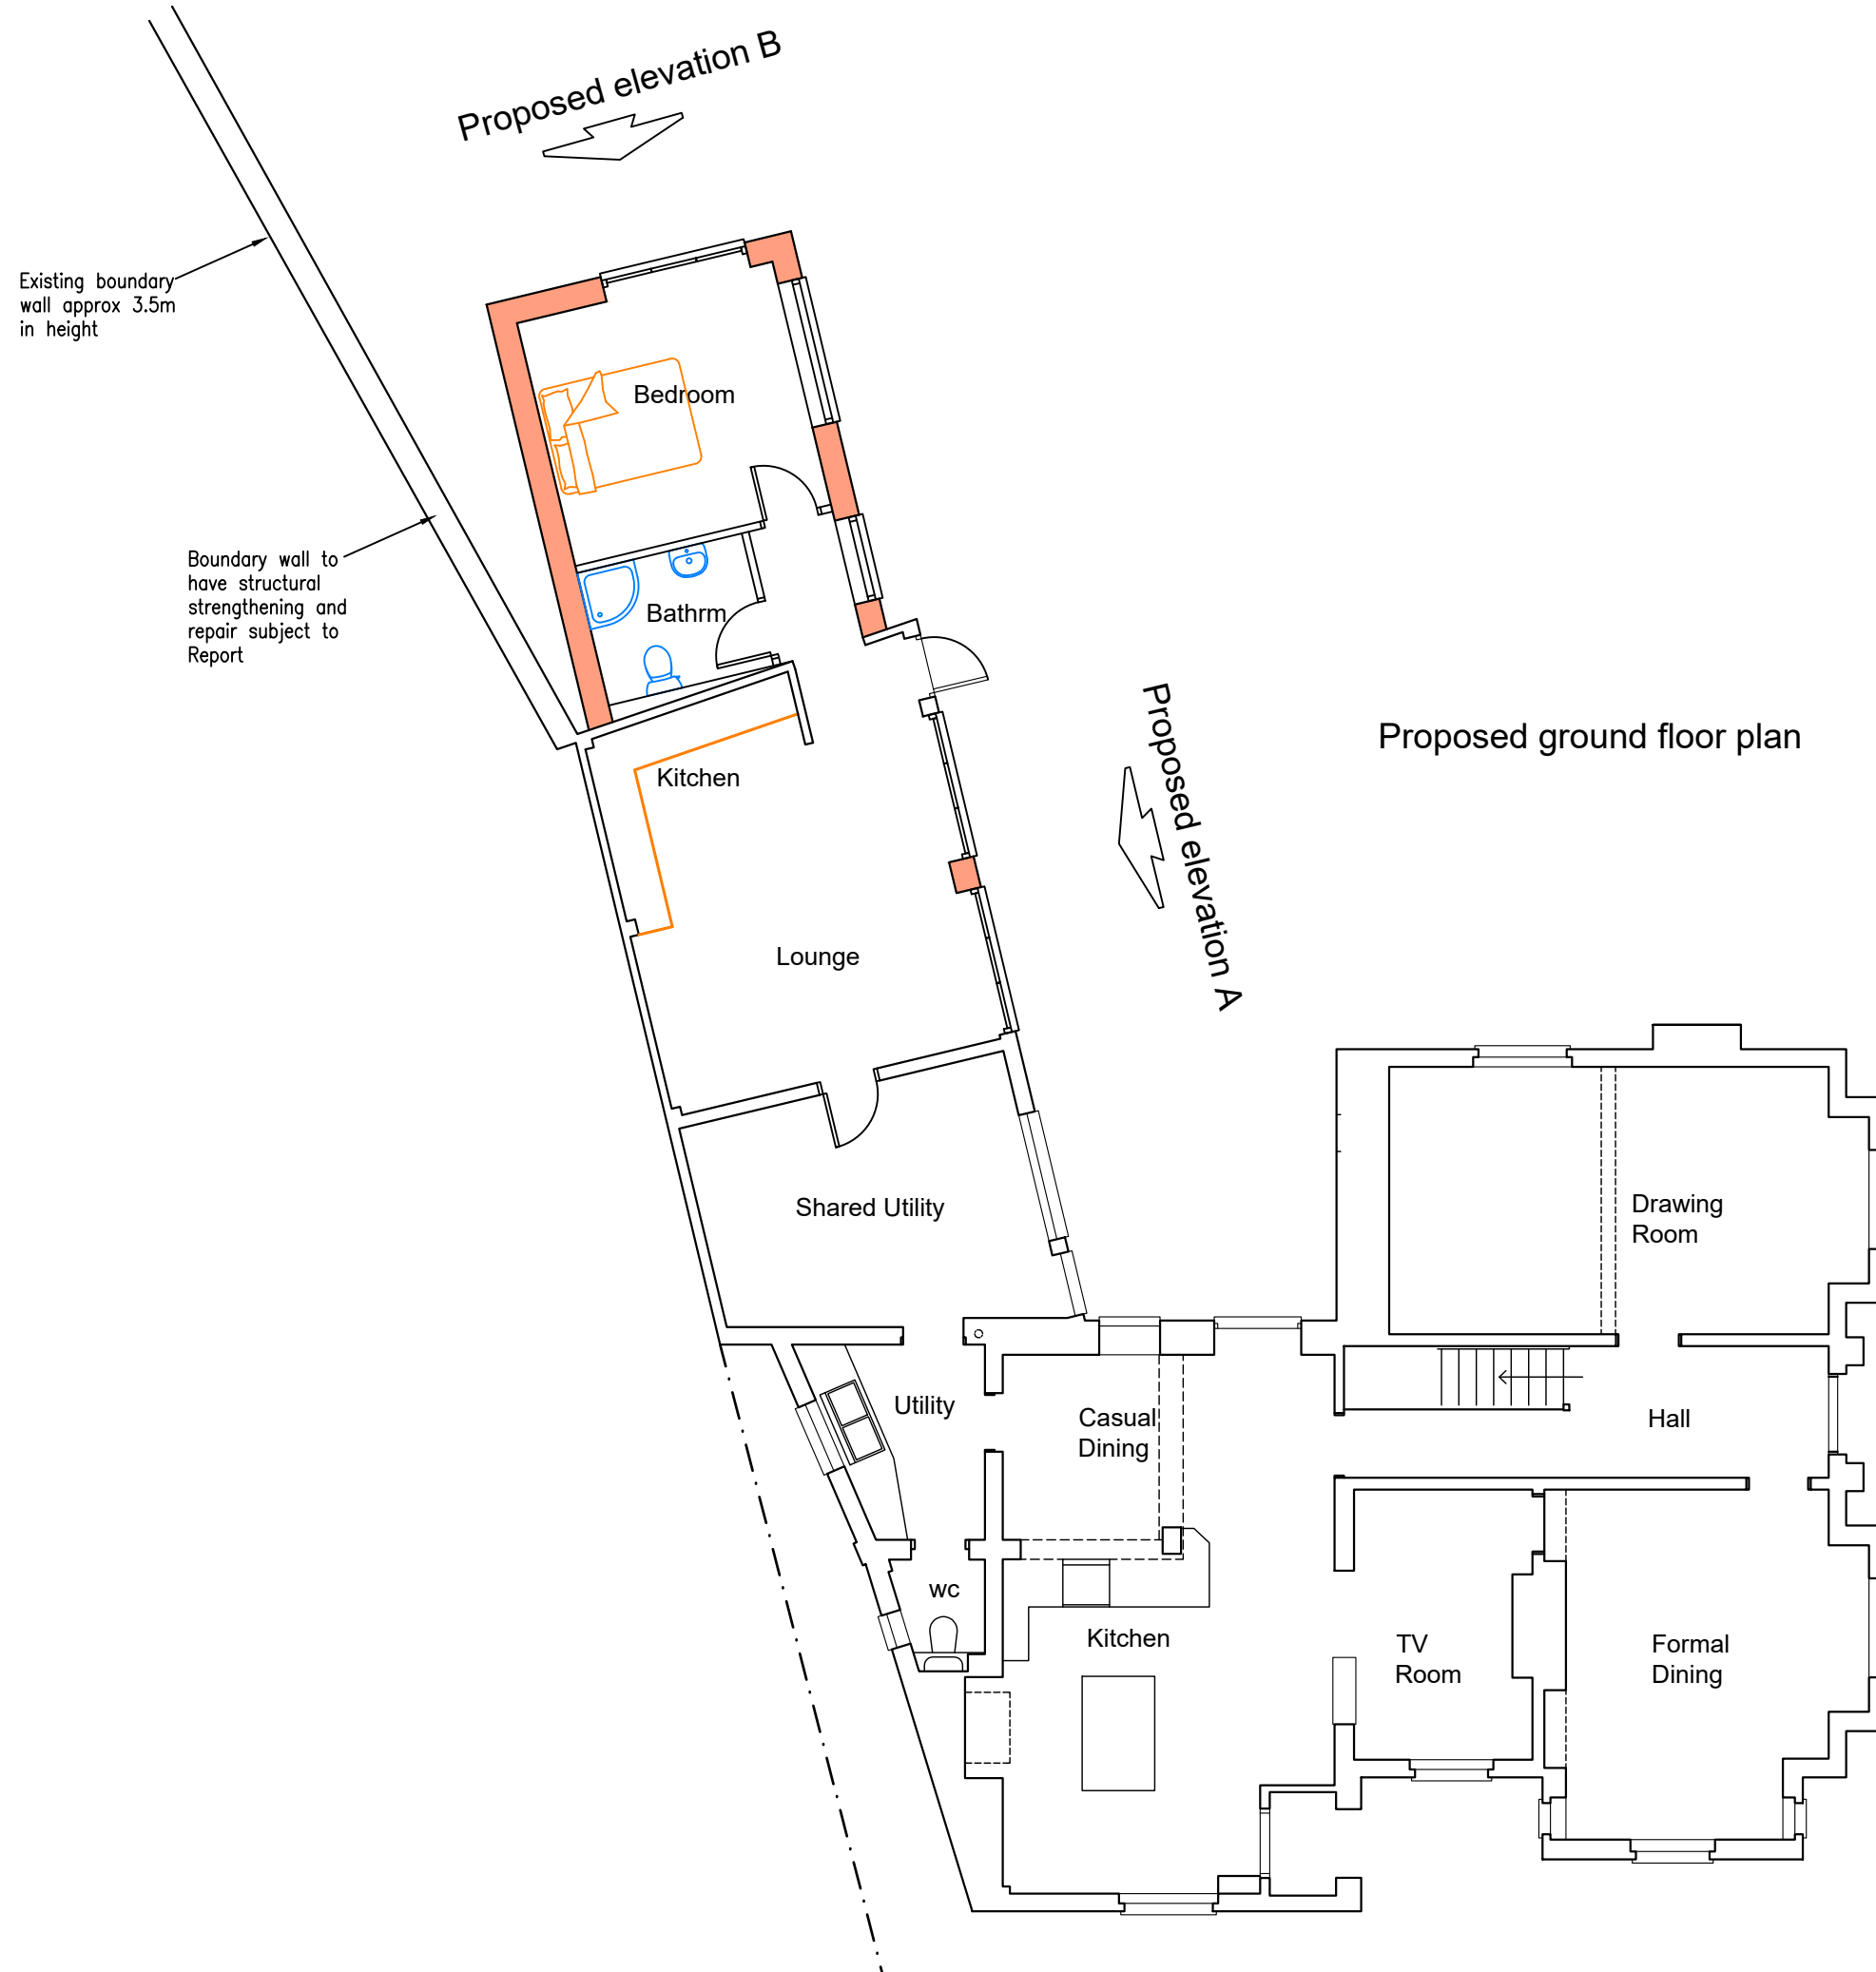 Proposed elevation B
Existing boundary
wall approx 3.5m
in height
Bedroom
Boundary wall to
have structural
strengthening and
repair subject to
Report
Bathrm
Proposed elevation A
Proposed ground floor plan
Kitchen
Lounge
Shared Utility
Drawing
Room
Utility
Casual
Dining
Hall
wc
Kitchen
TV
Room
Formal
Dining